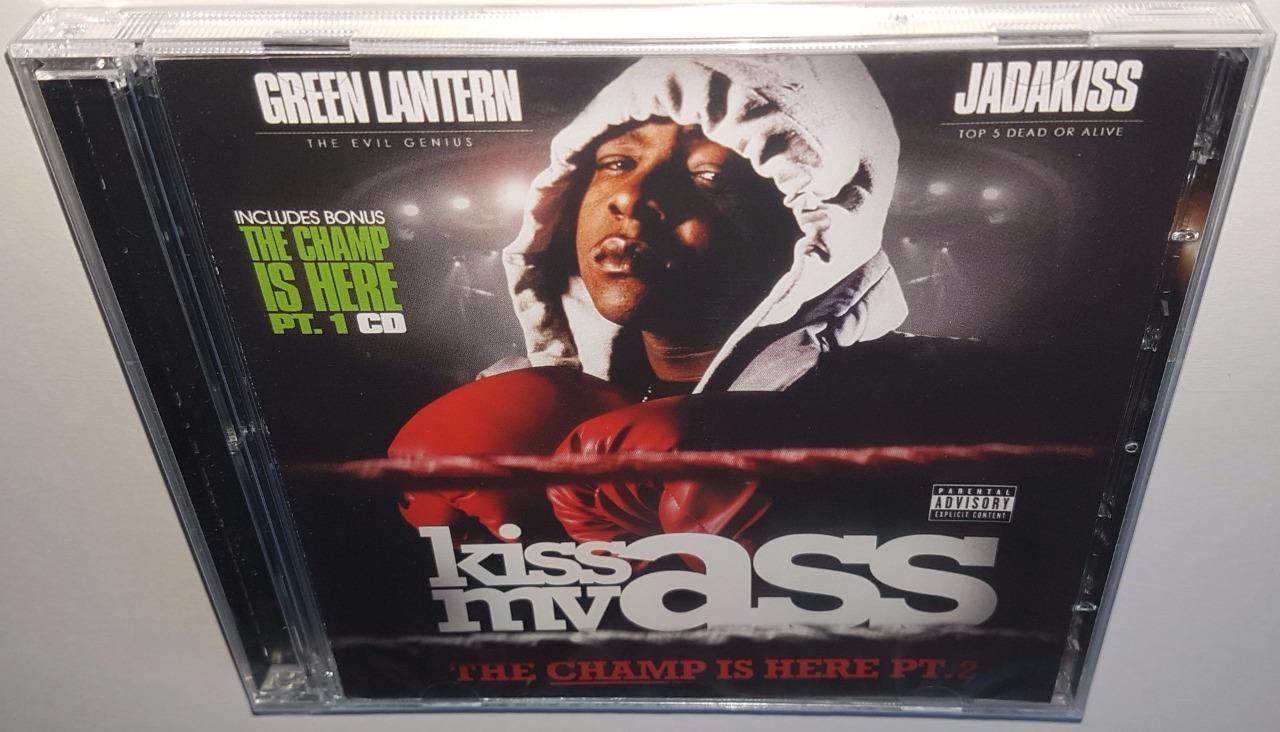 GREEN LANTERN
THE EVIL GENIUS
JADAKISS
TOP 5 DEAD OR ALIVE
INCLUDES BONUS
THE CHAMP
IS HERE
PT. 1 CD
PARENTAL
ADVISORY
EXPLICIT CONTENT
kiss
my ass
THE CHAMP IS HERE PT.2